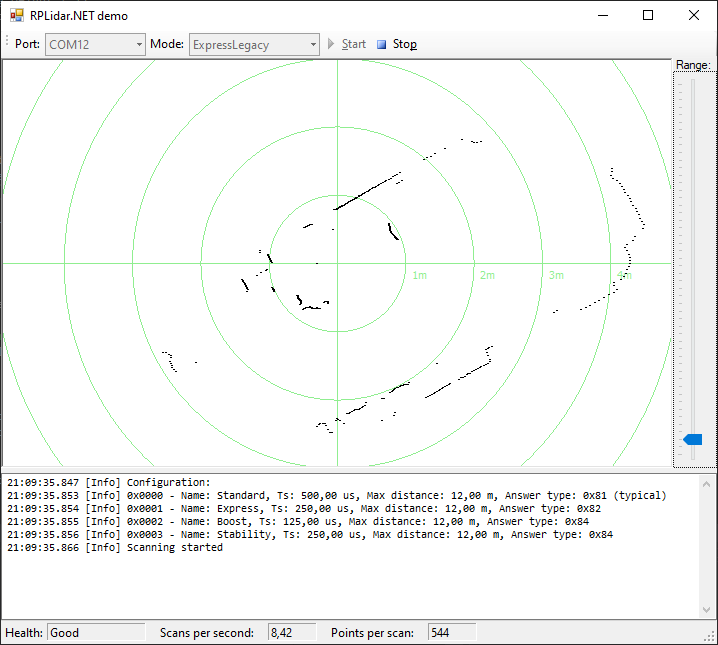 RPLidar.NET demo
Port: COM12 Mode: ExpressLegacy Start Stop
Range:
1m 2m 3m 4m
21:09:35.847 [Info] Configuration:
21:09:35.853 [Info] 0x0000 - Name: Standard, Ts: 500,00 us, Max distance: 12,00 m, Answer type: 0x81 (typical)
21:09:35.854 [Info] 0x0001 - Name: Express, Ts: 250,00 us, Max distance: 12,00 m, Answer type: 0x82
21:09:35.855 [Info] 0x0002 - Name: Boost, Ts: 125,00 us, Max distance: 12,00 m, Answer type: 0x84
21:09:35.856 [Info] 0x0003 - Name: Stability, Ts: 250,00 us, Max distance: 12,00 m, Answer type: 0x84
21:09:35.866 [Info] Scanning started
Health: Good Scans per second: 8,42 Points per scan: 544